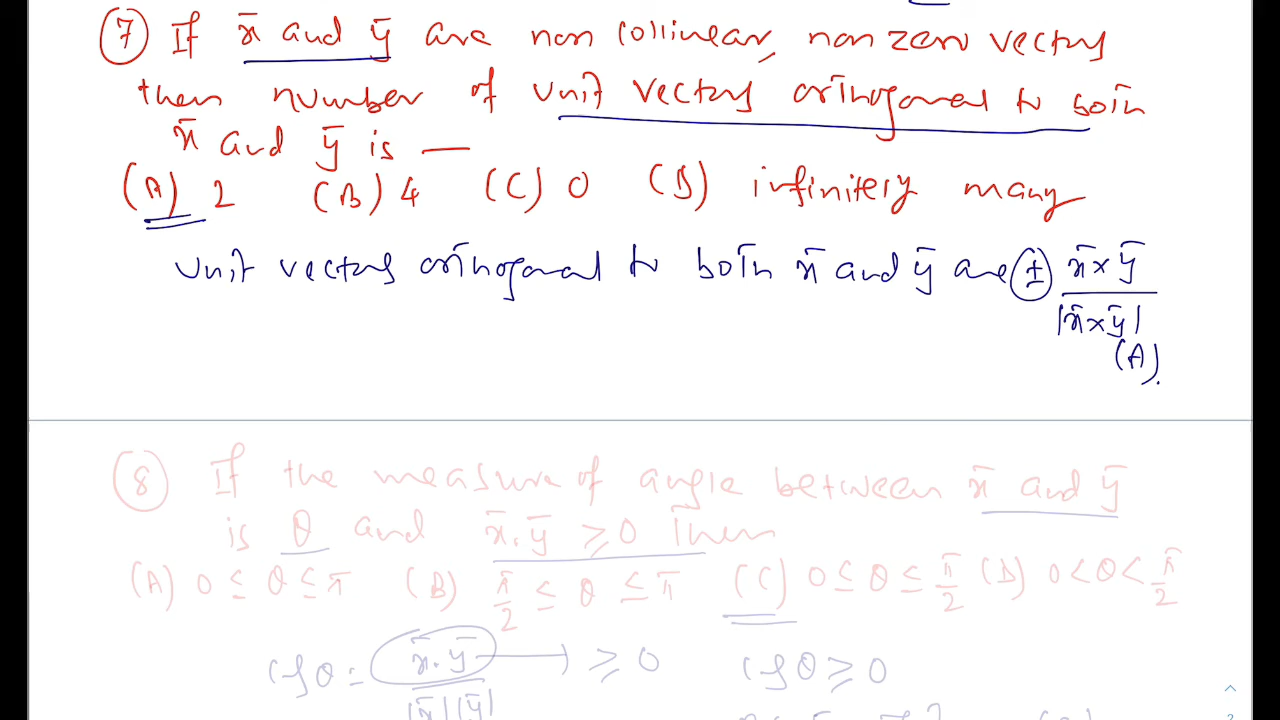 (7) If x̄ and ȳ are non collinear, non zero vectors
then number of unit vectors orthogonal to both
x̄ and ȳ is —
(A) 2 (B) 4 (C) 0 (D) infinitely many
unit vectors orthogonal to both x̄ and ȳ are ± x̄ × ȳ / |x̄ × ȳ|
(A).
(8) If the measure of angle between x̄ and ȳ
is θ and x̄ . ȳ ≥ 0 Then
(A) 0 ≤ θ ≤ π (B) π/2 ≤ θ ≤ π (C) 0 ≤ θ ≤ π/2 (D) 0 < θ < π/2
cos θ = x̄ . ȳ / |x̄| |ȳ| ≥ 0 cos θ ≥ 0